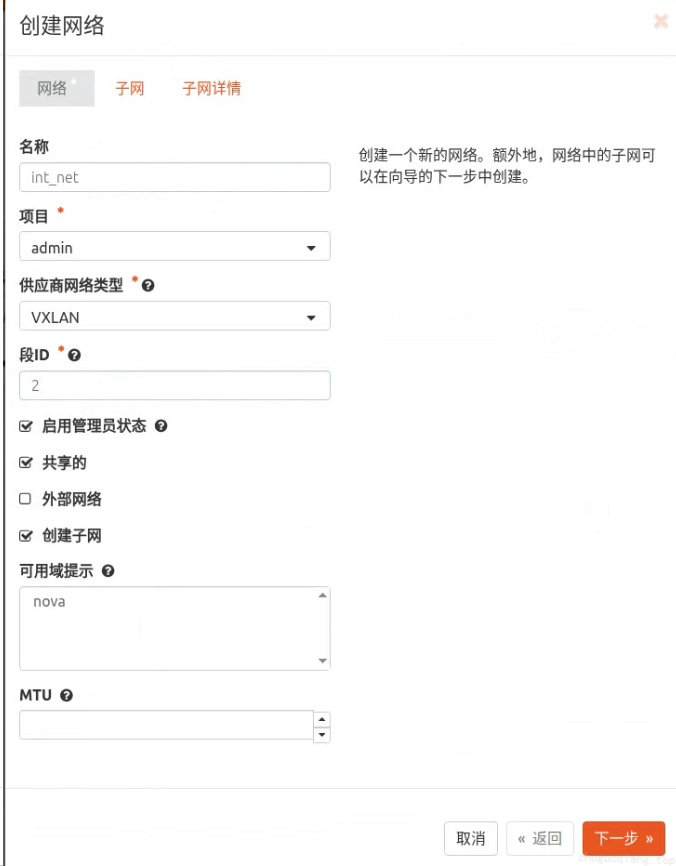 创建网络
网络 *
子网
子网详情
名称
int_net
创建一个新的网络。额外地，网络中的子网可
以在向导的下一步中创建。
项目 *
admin
供应商网络类型 *
VXLAN
段ID *
2
启用管理员状态
共享的
外部网络
创建子网
可用域提示
nova
MTU
取消
« 返回
下一步 »